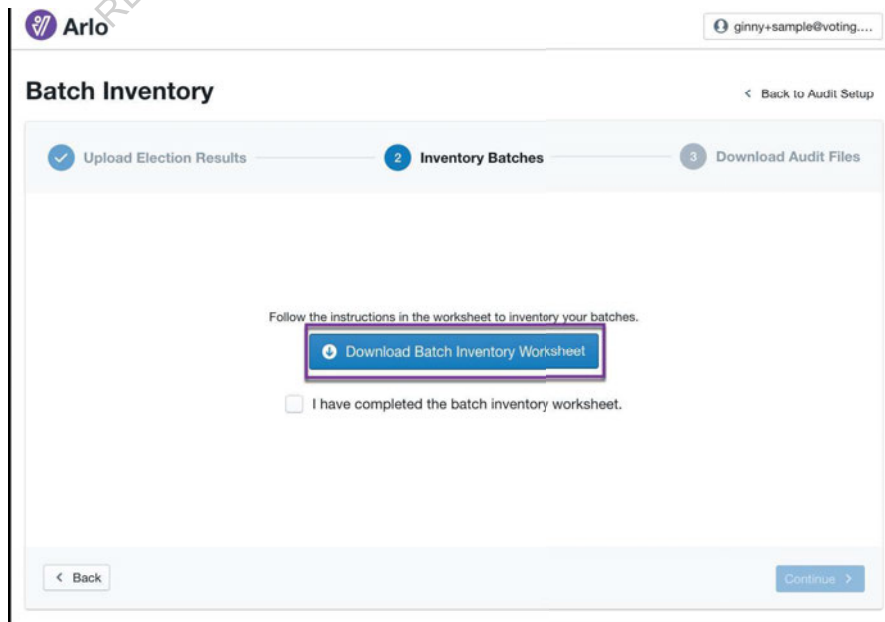 Arlo
ginny+sample@voting....
Batch Inventory
Back to Audit Setup
Upload Election Results
2 Inventory Batches
3 Download Audit Files
Follow the instructions in the worksheet to inventory your batches.
Download Batch Inventory Worksheet
I have completed the batch inventory worksheet.
Back
Continue